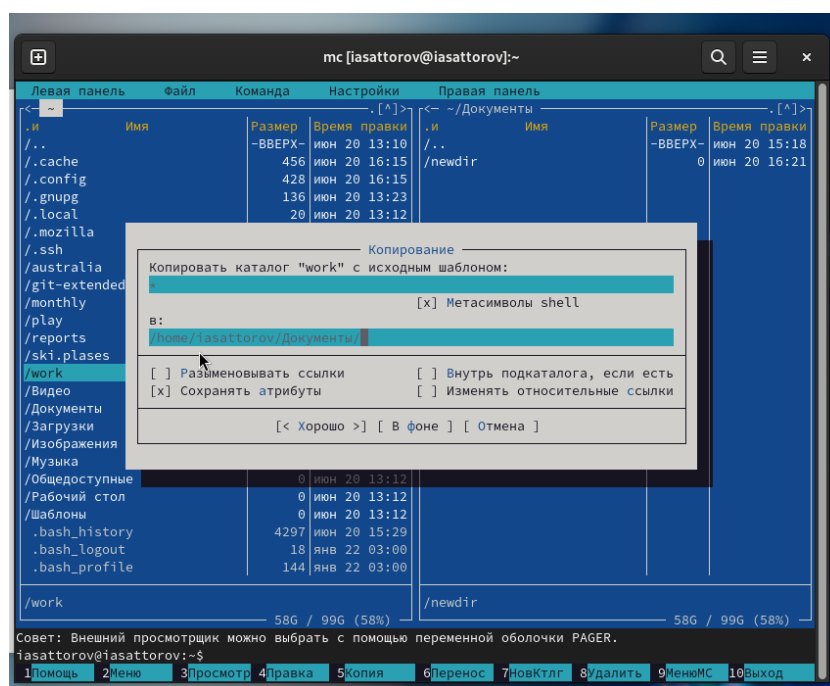 mc [iasattorov@iasattorov]:~
Левая панель Файл Команда Настройки Правая панель
<— ~ .[^]> <— ~/Документы .[^]>
.и Имя Размер Время правки .и Имя Размер Время правки
/.. -ВВЕРХ- июн 20 13:10 /.. -ВВЕРХ- июн 20 15:18
/.cache 456 июн 20 16:15 /newdir 0 июн 20 16:21
/.config 428 июн 20 16:15
/.gnupg 136 июн 20 13:23
/.local 20 июн 20 13:12
/.mozilla
/.ssh Копирование
/australia Копировать каталог "work" с исходным шаблоном:
/git-extended *
/monthly [x] Метасимволы shell
/play в:
/reports /home/iasattorov/Документы/
/ski.plases
/work [ ] Разыменовывать ссылки [ ] Внутрь подкаталога, если есть
/Видео [x] Сохранять атрибуты [ ] Изменять относительные ссылки
/Документы
/Загрузки [< Хорошо >] [ В фоне ] [ Отмена ]
/Изображения
/Музыка
/Общедоступные 0 июн 20 13:12
/Рабочий стол 0 июн 20 13:12
/Шаблоны 0 июн 20 13:12
.bash_history 4297 июн 20 15:29
.bash_logout 18 янв 22 03:00
.bash_profile 144 янв 22 03:00
/work /newdir
58G / 99G (58%) 58G / 99G (58%)
Совет: Внешний просмотрщик можно выбрать с помощью переменной оболочки PAGER.
iasattorov@iasattorov:~$
1Помощь 2Меню 3Просмотр 4Правка 5Копия 6Перенос 7НовКтлг 8Удалить 9МенюМС 10Выход